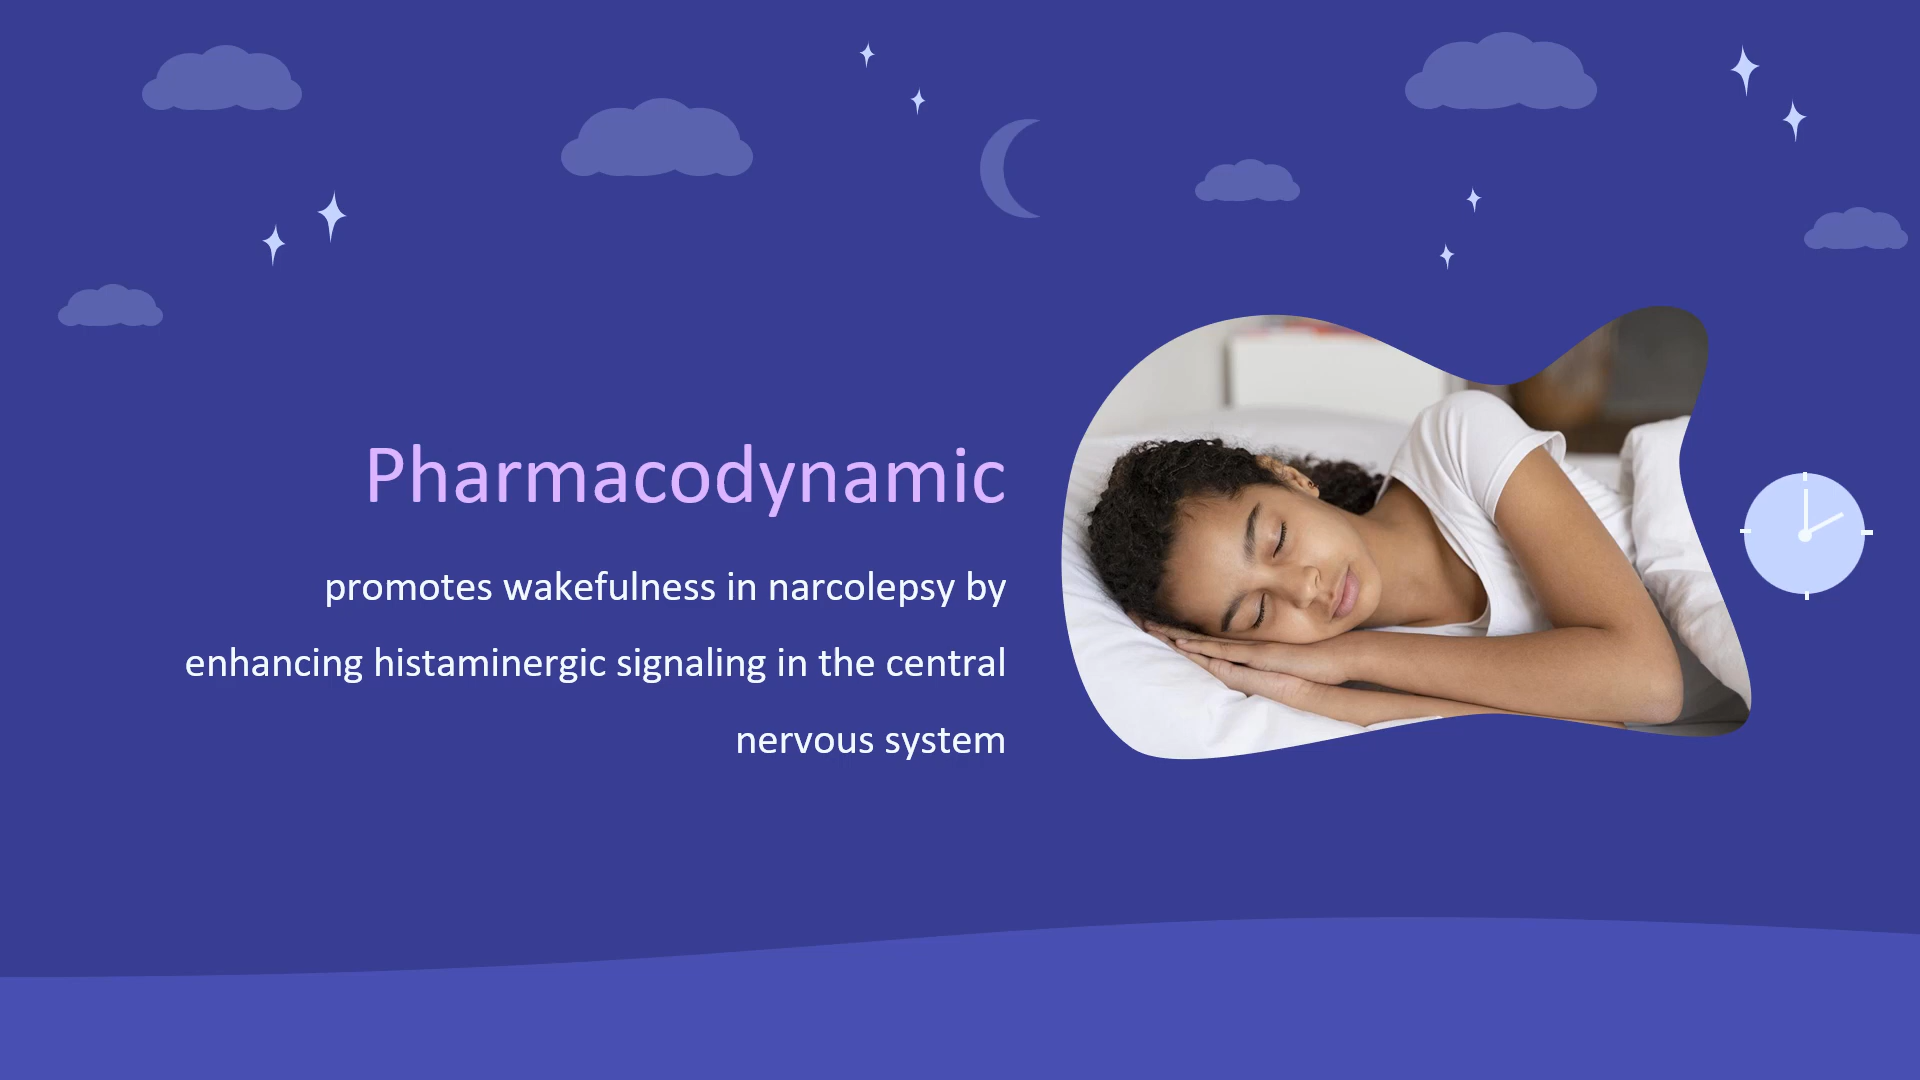 Pharmacodynamic
promotes wakefulness in narcolepsy by
enhancing histaminergic signaling in the central
nervous system